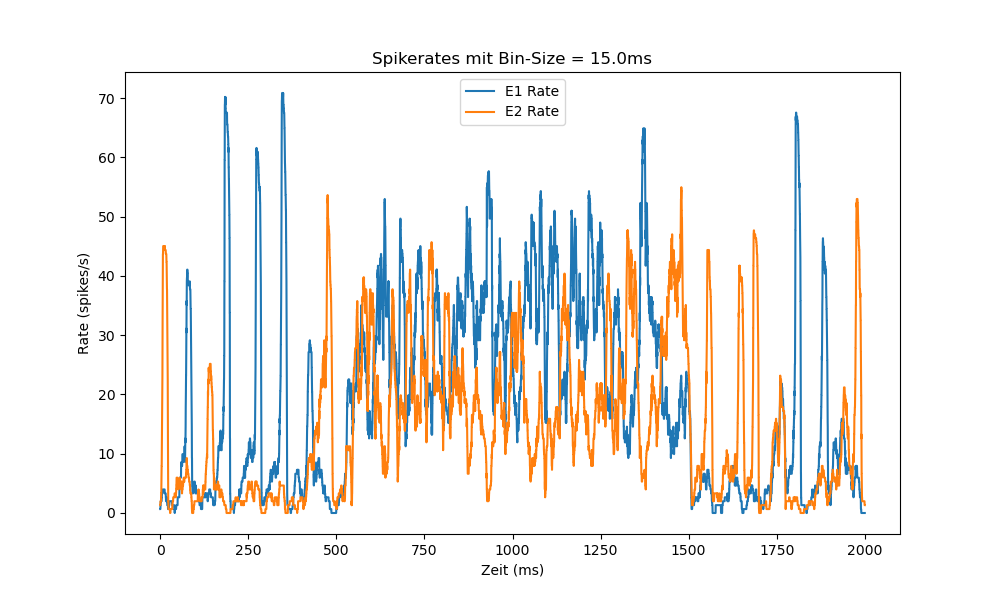 Spikerates mit Bin-Size = 15.0ms
E1 Rate
E2 Rate
Rate (spikes/s)
70
60
50
40
30
20
10
0
0 250 500 750 1000 1250 1500 1750 2000
Zeit (ms)